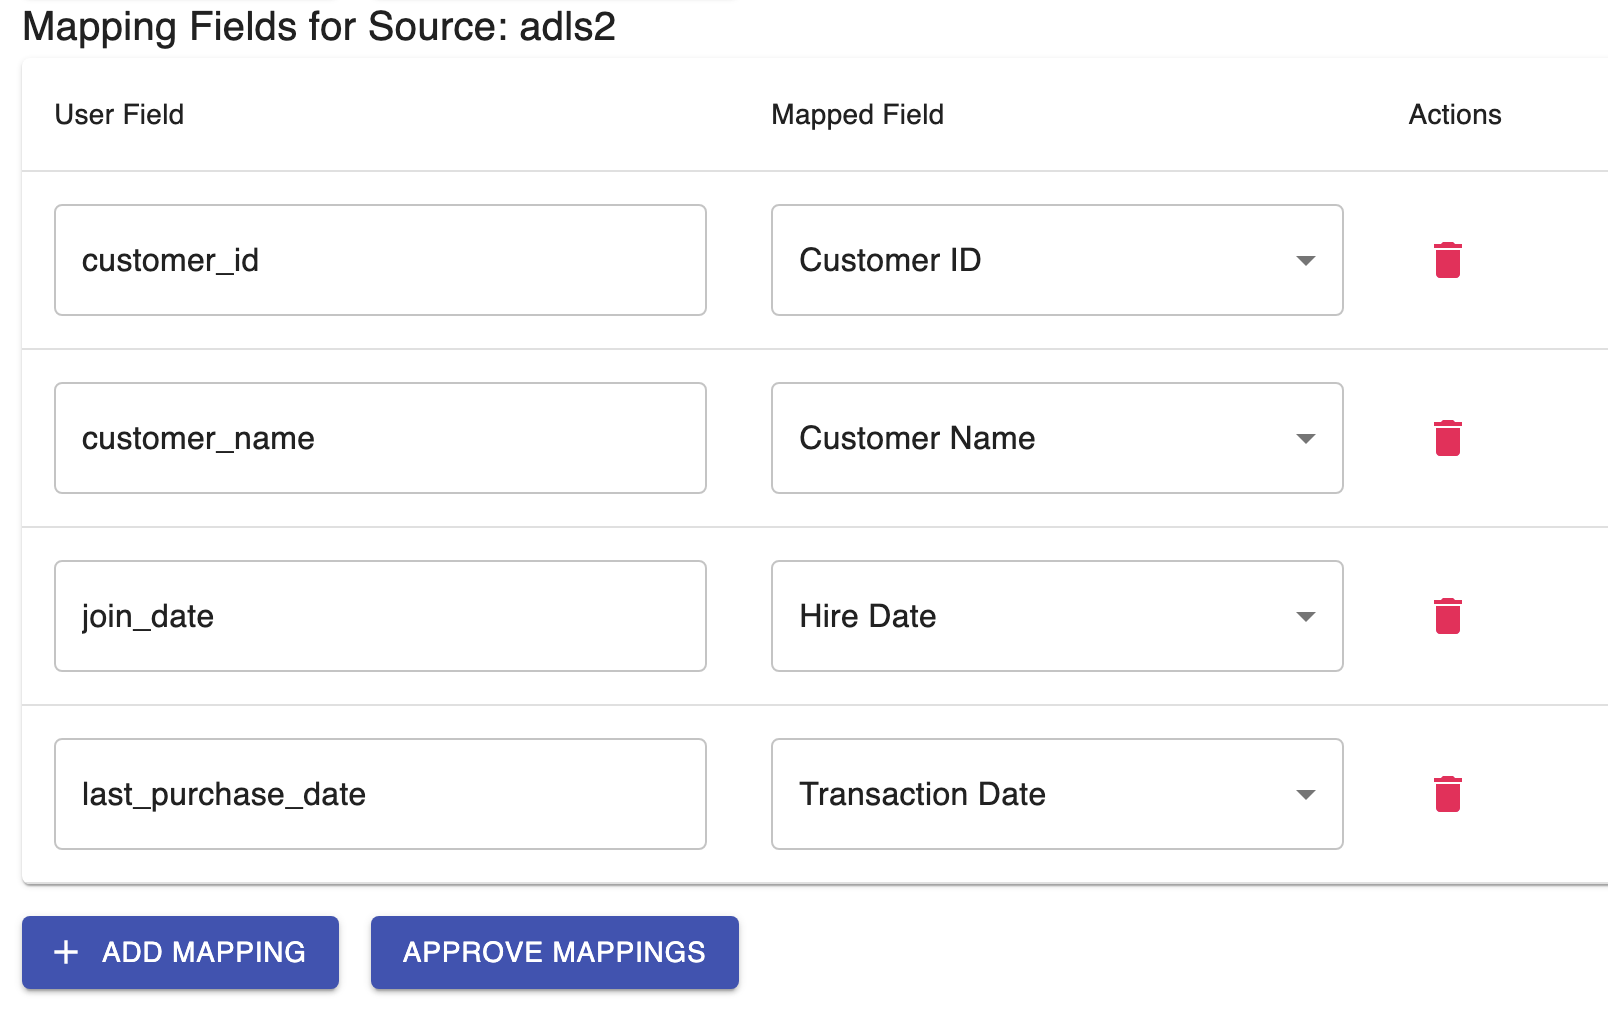 Mapping Fields for Source: adls2
User Field Mapped Field Actions
customer_id Customer ID
customer_name Customer Name
join_date Hire Date
last_purchase_date Transaction Date
ADD MAPPING APPROVE MAPPINGS